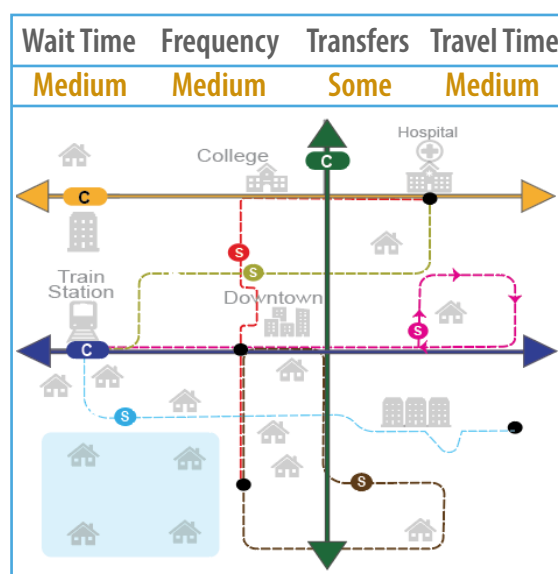 Wait Time Frequency Transfers Travel Time
Medium Medium Some Medium
Hospital
College
C
C
S
S
Train
Station
Downtown
S
C
S
S